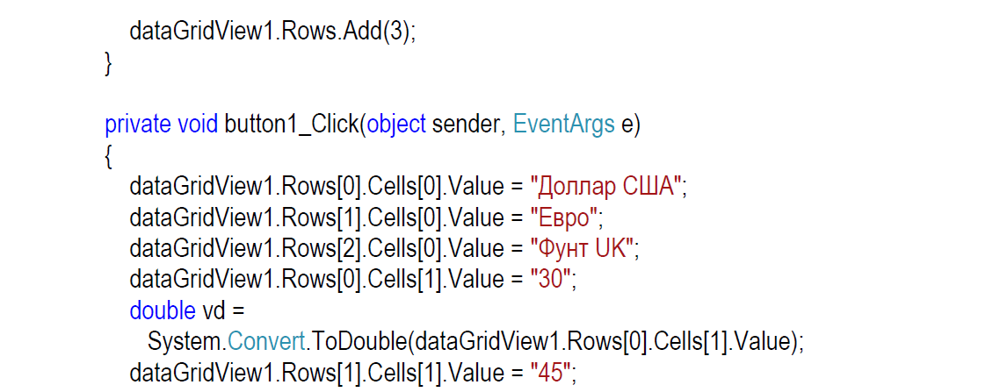 dataGridView1.Rows.Add(3);
}
private void button1_Click(object sender, EventArgs e)
{
dataGridView1.Rows[0].Cells[0].Value = "Доллар США";
dataGridView1.Rows[1].Cells[0].Value = "Евро";
dataGridView1.Rows[2].Cells[0].Value = "Фунт UK";
dataGridView1.Rows[0].Cells[1].Value = "30";
double vd =
System.Convert.ToDouble(dataGridView1.Rows[0].Cells[1].Value);
dataGridView1.Rows[1].Cells[1].Value = "45";